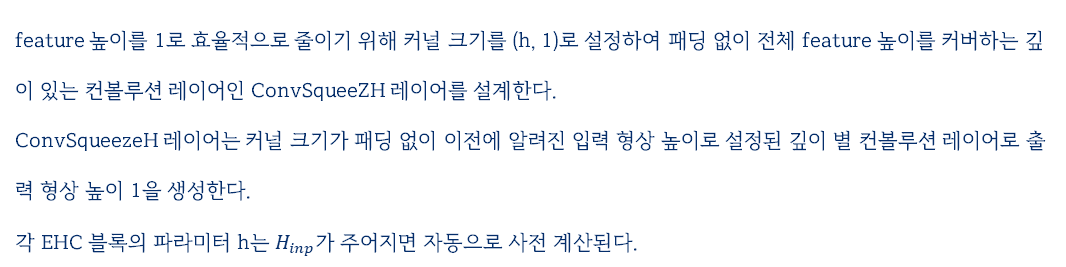 feature 높이를 1로 효율적으로 줄이기 위해 커널 크기를 (h, 1)로 설정하여 패딩 없이 전체 feature 높이를 커버하는 깊
이 있는 컨볼루션 레이어인 ConvSqueeZH 레이어를 설계한다.
ConvSqueezeH 레이어는 커널 크기가 패딩 없이 이전에 알려진 입력 형상 높이로 설정된 깊이 별 컨볼루션 레이어로 출
력 형상 높이 1을 생성한다.
각 EHC 블록의 파라미터 h는 H_{inp}가 주어지면 자동으로 사전 계산된다.